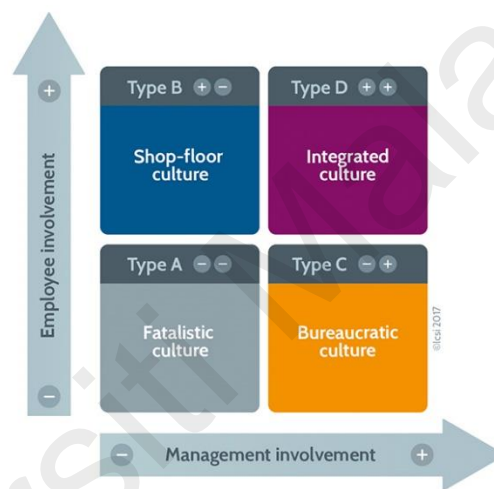 Type B + −
Type D + +
Shop-floor
culture
Integrated
culture
Type A − −
Type C − +
Fatalistic
culture
Bureaucratic
culture
+
Employee involvement
−
©Icsi 2017
− Management involvement +